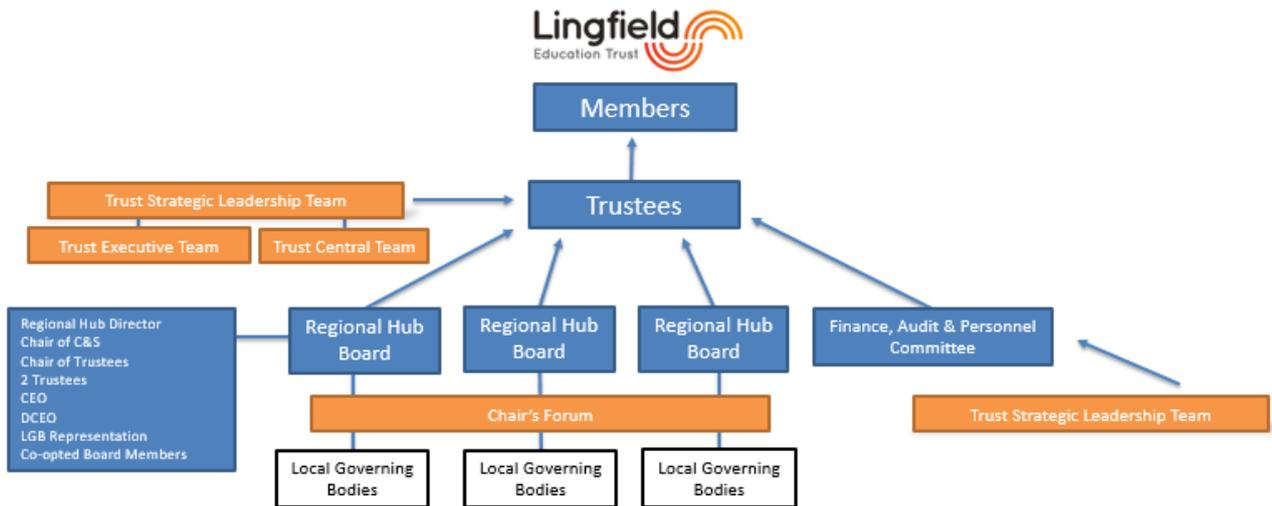 Lingfield
Education Trust
Members
Trust Strategic Leadership Team
Trustees
Trust Executive Team
Trust Central Team
Regional Hub Director
Chair of C&S
Chair of Trustees
2 Trustees
CEO
DCEO
LGB Representation
Co-opted Board Members
Regional Hub
Board
Regional Hub
Board
Regional Hub
Board
Finance, Audit & Personnel
Committee
Chair's Forum
Trust Strategic Leadership Team
Local Governing
Bodies
Local Governing
Bodies
Local Governing
Bodies